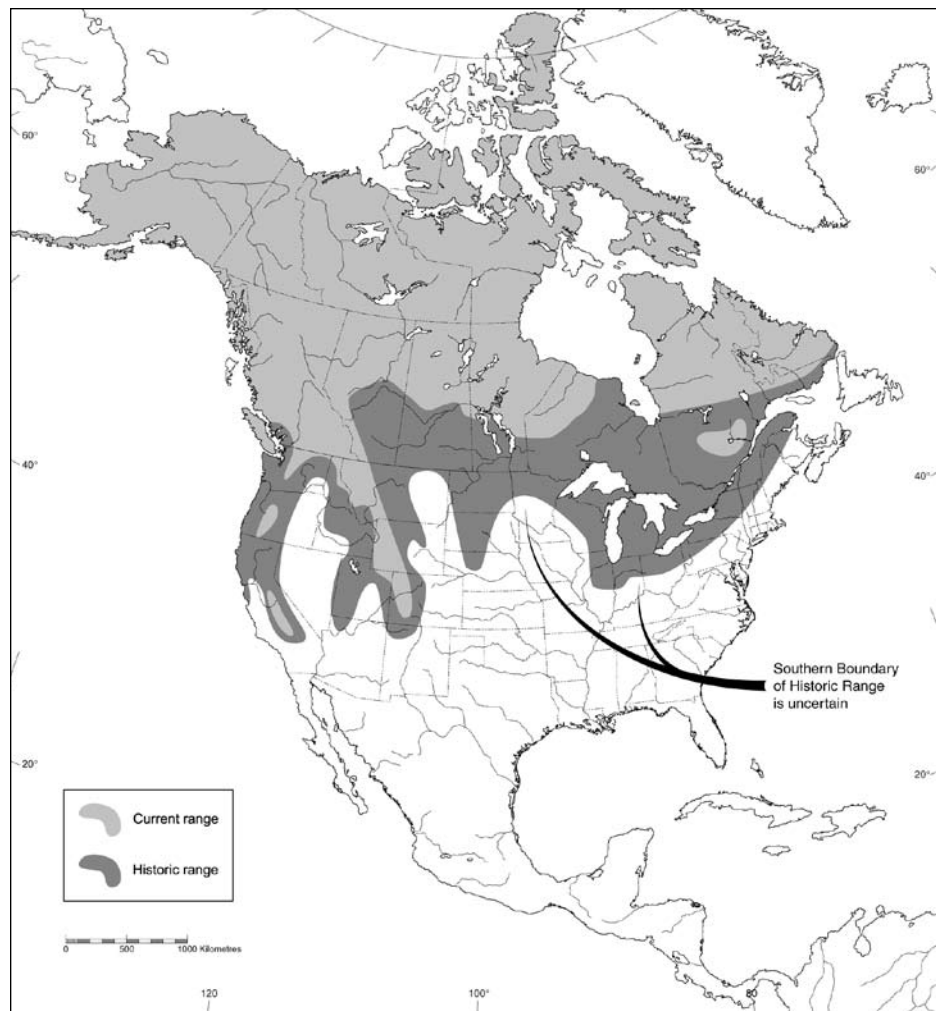 60°
60°
40°
40°
Southern Boundary
of Historic Range
is uncertain
20°
20°
Current range
Historic range
0 500 1000 Kilometres
120
100°
80